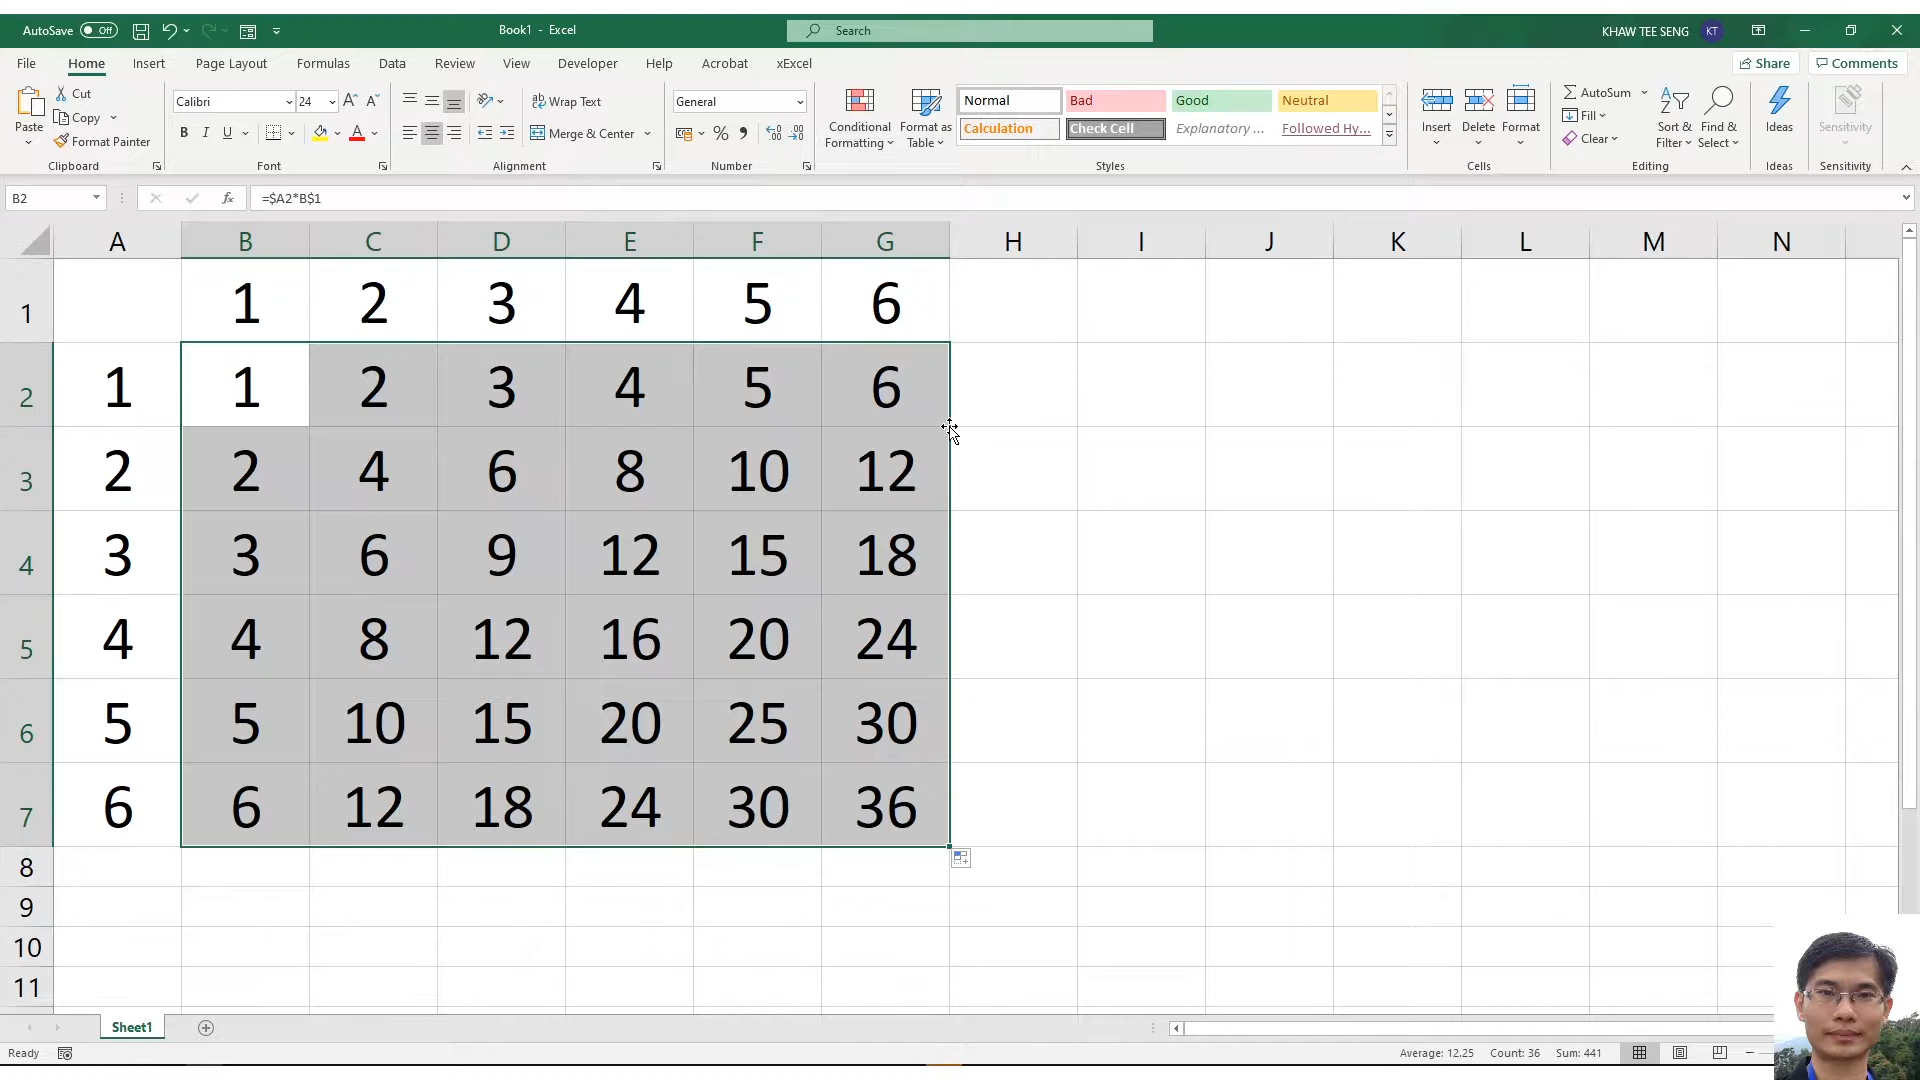 AutoSave Off Book1 - Excel Search KHAW TEE SENG KT
File Home Insert Page Layout Formulas Data Review View Developer Help Acrobat xExcel Share Comments
Paste Cut Copy Format Painter Clipboard
Calibri 24 A A B I U A Font
ab Wrap Text Merge & Center Alignment
General % Number
Conditional Formatting Format as Table
Normal Bad Good Neutral
Calculation Check Cell Explanatory ... Followed Hy...
Styles
Insert Delete Format Cells
AutoSum Fill Clear Sort & Filter Find & Select Editing
Ideas Ideas
Sensitivity Sensitivity
B2 fx =$A2*B$1
A B C D E F G H I J K L M N
1 1 2 3 4 5 6
2 1 1 2 3 4 5 6
3 2 2 4 6 8 10 12
4 3 3 6 9 12 15 18
5 4 4 8 12 16 20 24
6 5 5 10 15 20 25 30
7 6 6 12 18 24 30 36
8
9
10
11
Sheet1
Ready Average: 12.25 Count: 36 Sum: 441